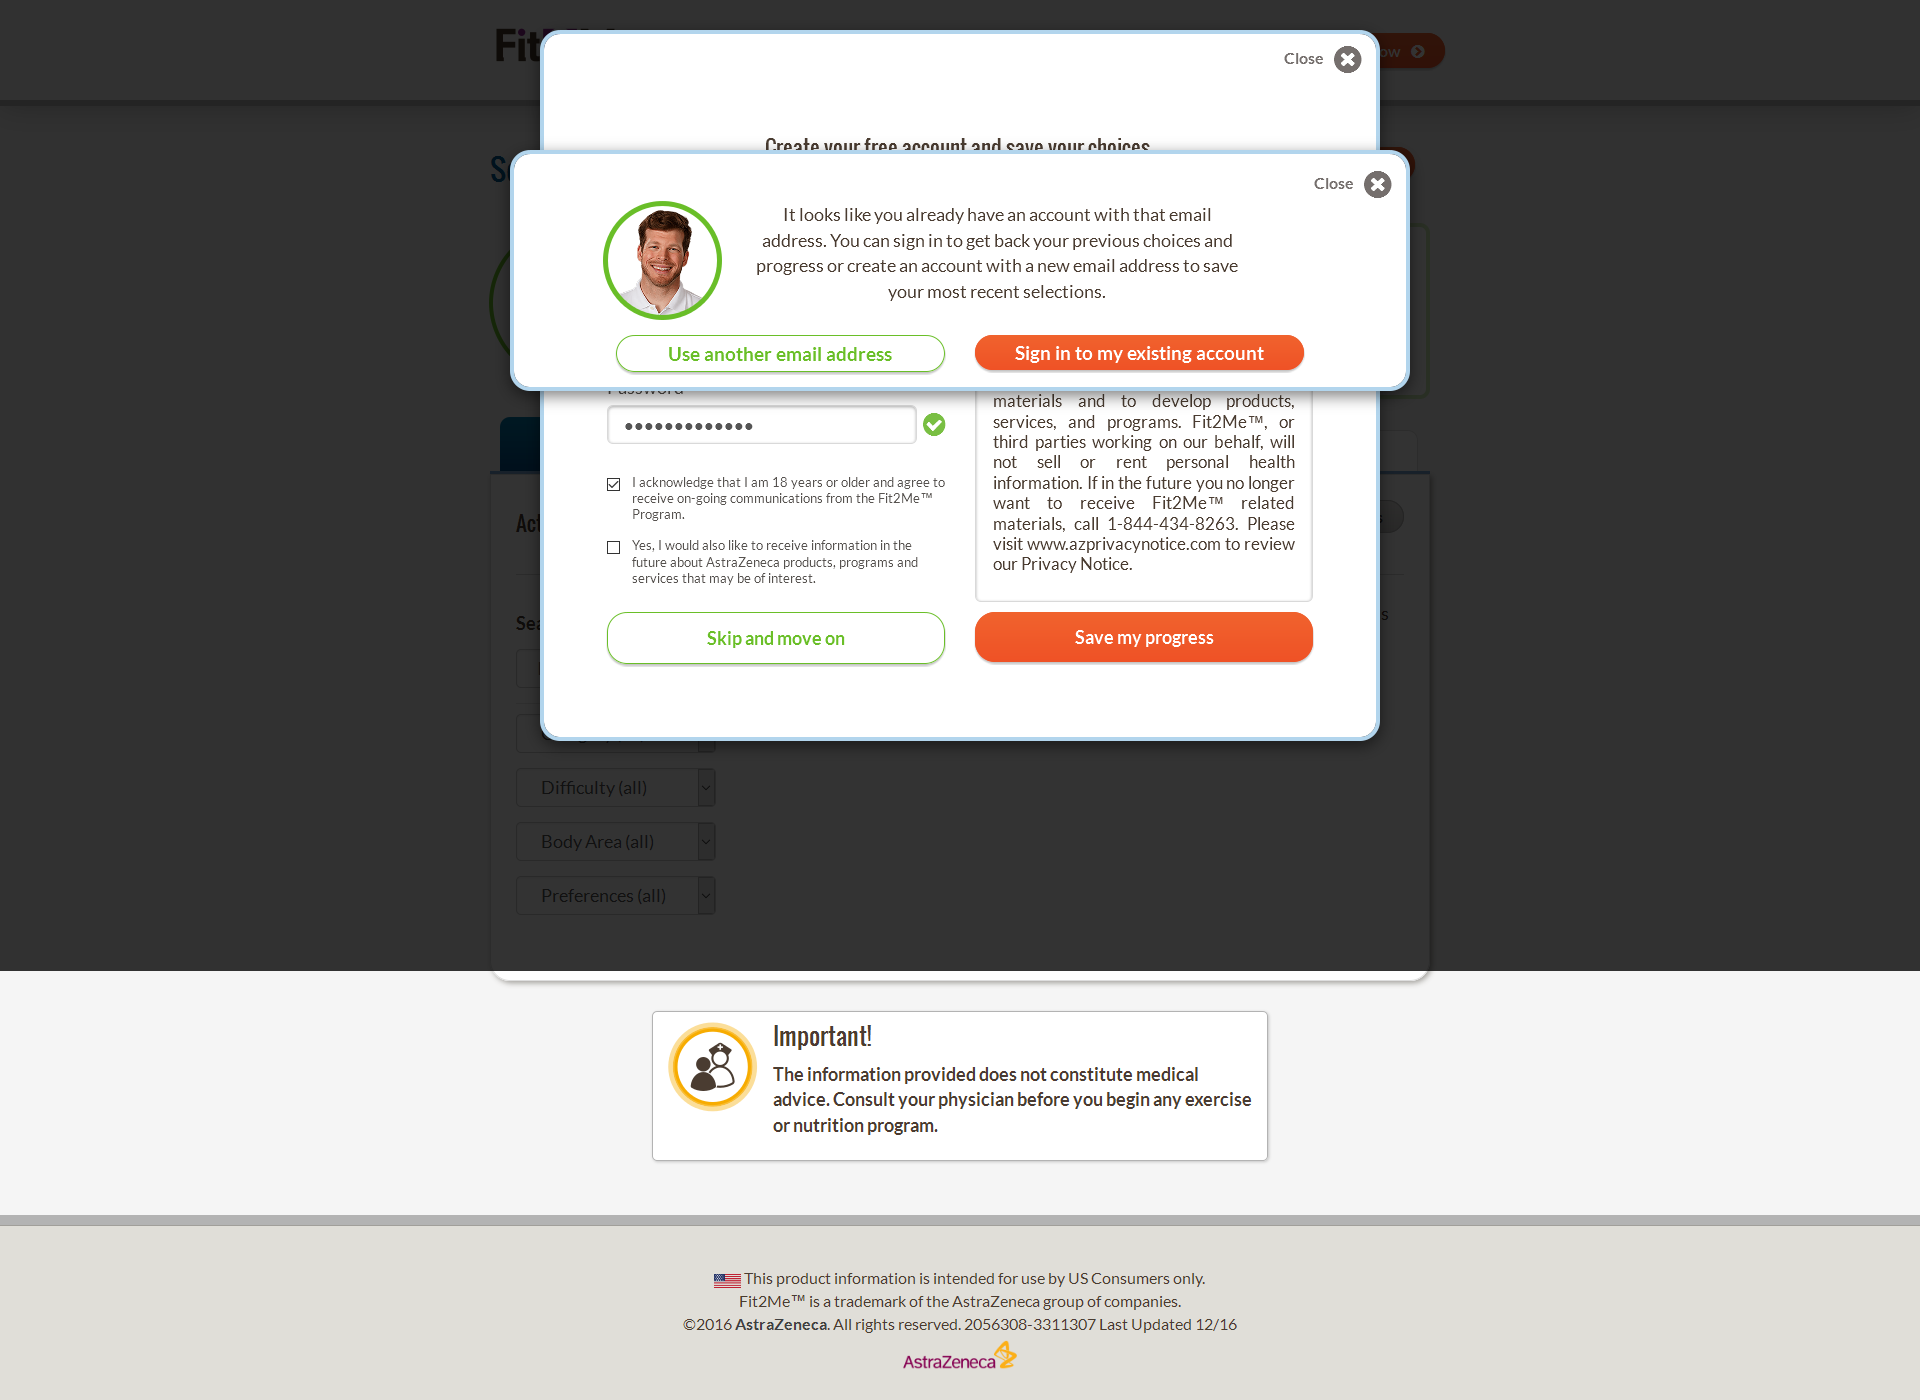 Fit
Close
ow
Create your free account and save your choices
Close
It looks like you already have an account with that email
address. You can sign in to get back your previous choices and
progress or create an account with a new email address to save
your most recent selections.
Use another email address
Sign in to my existing account
Password
materials and to develop products,
services, and programs. Fit2Me™, or
third parties working on our behalf, will
not sell or rent personal health
information. If in the future you no longer
want to receive Fit2Me™ related
materials, call 1-844-434-8263. Please
visit www.azprivacynotice.com to review
our Privacy Notice.
I acknowledge that I am 18 years or older and agree to
receive on-going communications from the Fit2Me™
Program.
Yes, I would also like to receive information in the
future about AstraZeneca products, programs and
services that may be of interest.
Skip and move on
Save my progress
Difficulty (all)
Body Area (all)
Preferences (all)
Important!
The information provided does not constitute medical
advice. Consult your physician before you begin any exercise
or nutrition program.
This product information is intended for use by US Consumers only.
Fit2Me™ is a trademark of the AstraZeneca group of companies.
©2016 AstraZeneca. All rights reserved. 2056308-3311307 Last Updated 12/16
AstraZeneca